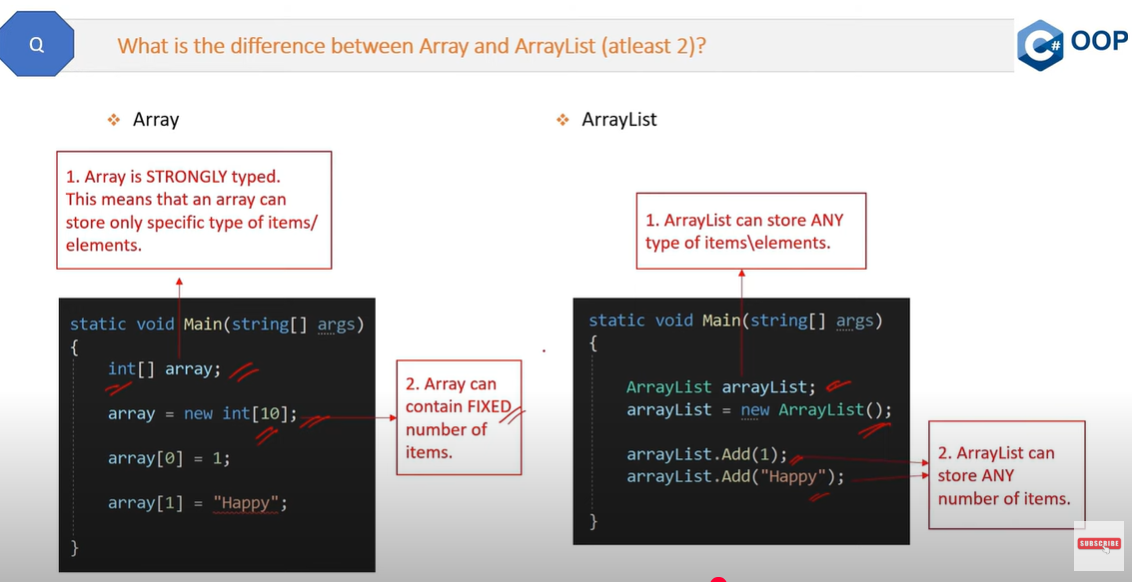 Q
What is the difference between Array and ArrayList (atleast 2)?
C# OOP
❖ Array
1. Array is STRONGLY typed.
This means that an array can
store only specific type of items/
elements.
static void Main(string[] args)
{
int[] array;
array = new int[10];
array[0] = 1;
array[1] = "Happy";
}
2. Array can
contain FIXED
number of
items.
❖ ArrayList
1. ArrayList can store ANY
type of items\elements.
static void Main(string[] args)
{
ArrayList arrayList;
arrayList = new ArrayList();
arrayList.Add(1);
arrayList.Add("Happy");
}
2. ArrayList can
store ANY
number of items.
SUBSCRIBE